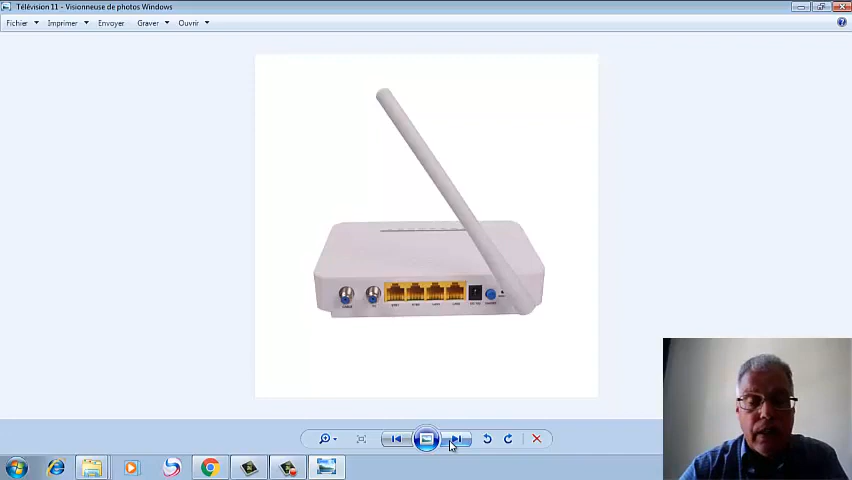 Télévision 11 - Visionneuse de photos Windows
Fichier Imprimer Envoyer Graver Ouvrir